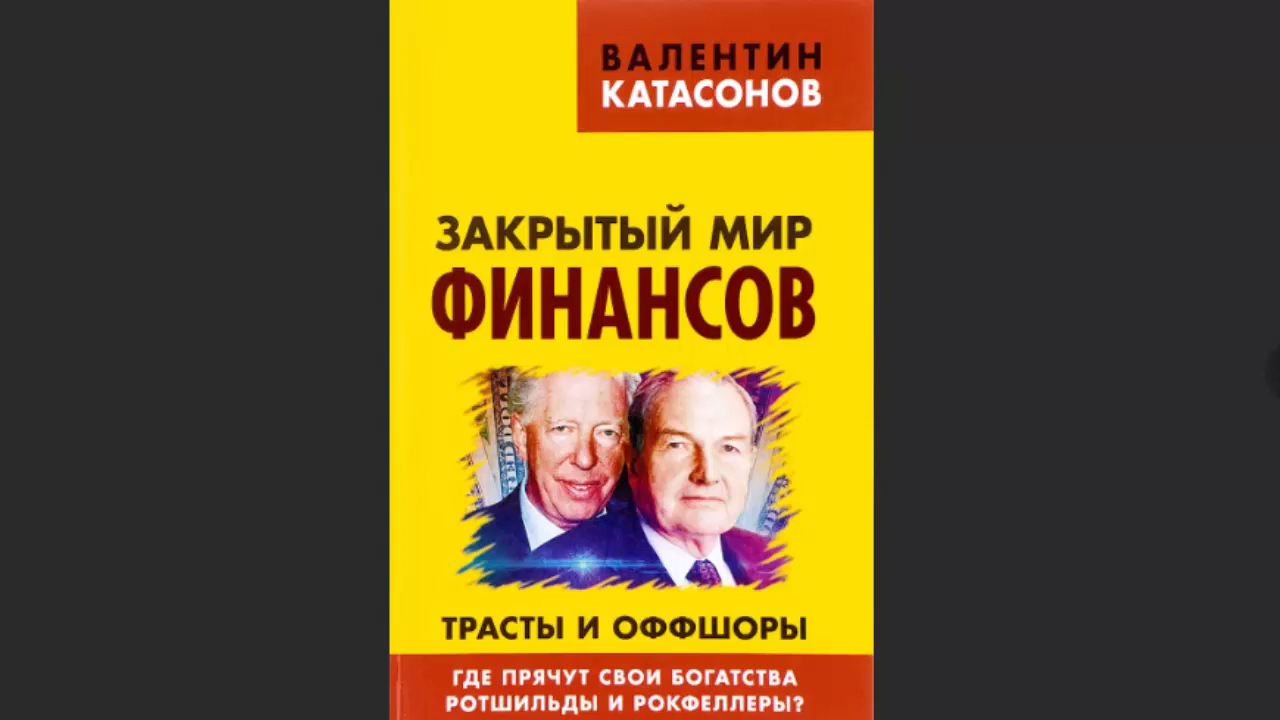 ВАЛЕНТИН
КАТАСОНОВ
ЗАКРЫТЫЙ МИР
ФИНАНСОВ
ТРАСТЫ И ОФФШОРЫ
ГДЕ ПРЯЧУТ СВОИ БОГАТСТВА
РОТШИЛЬДЫ И РОКФЕЛЛЕРЫ?